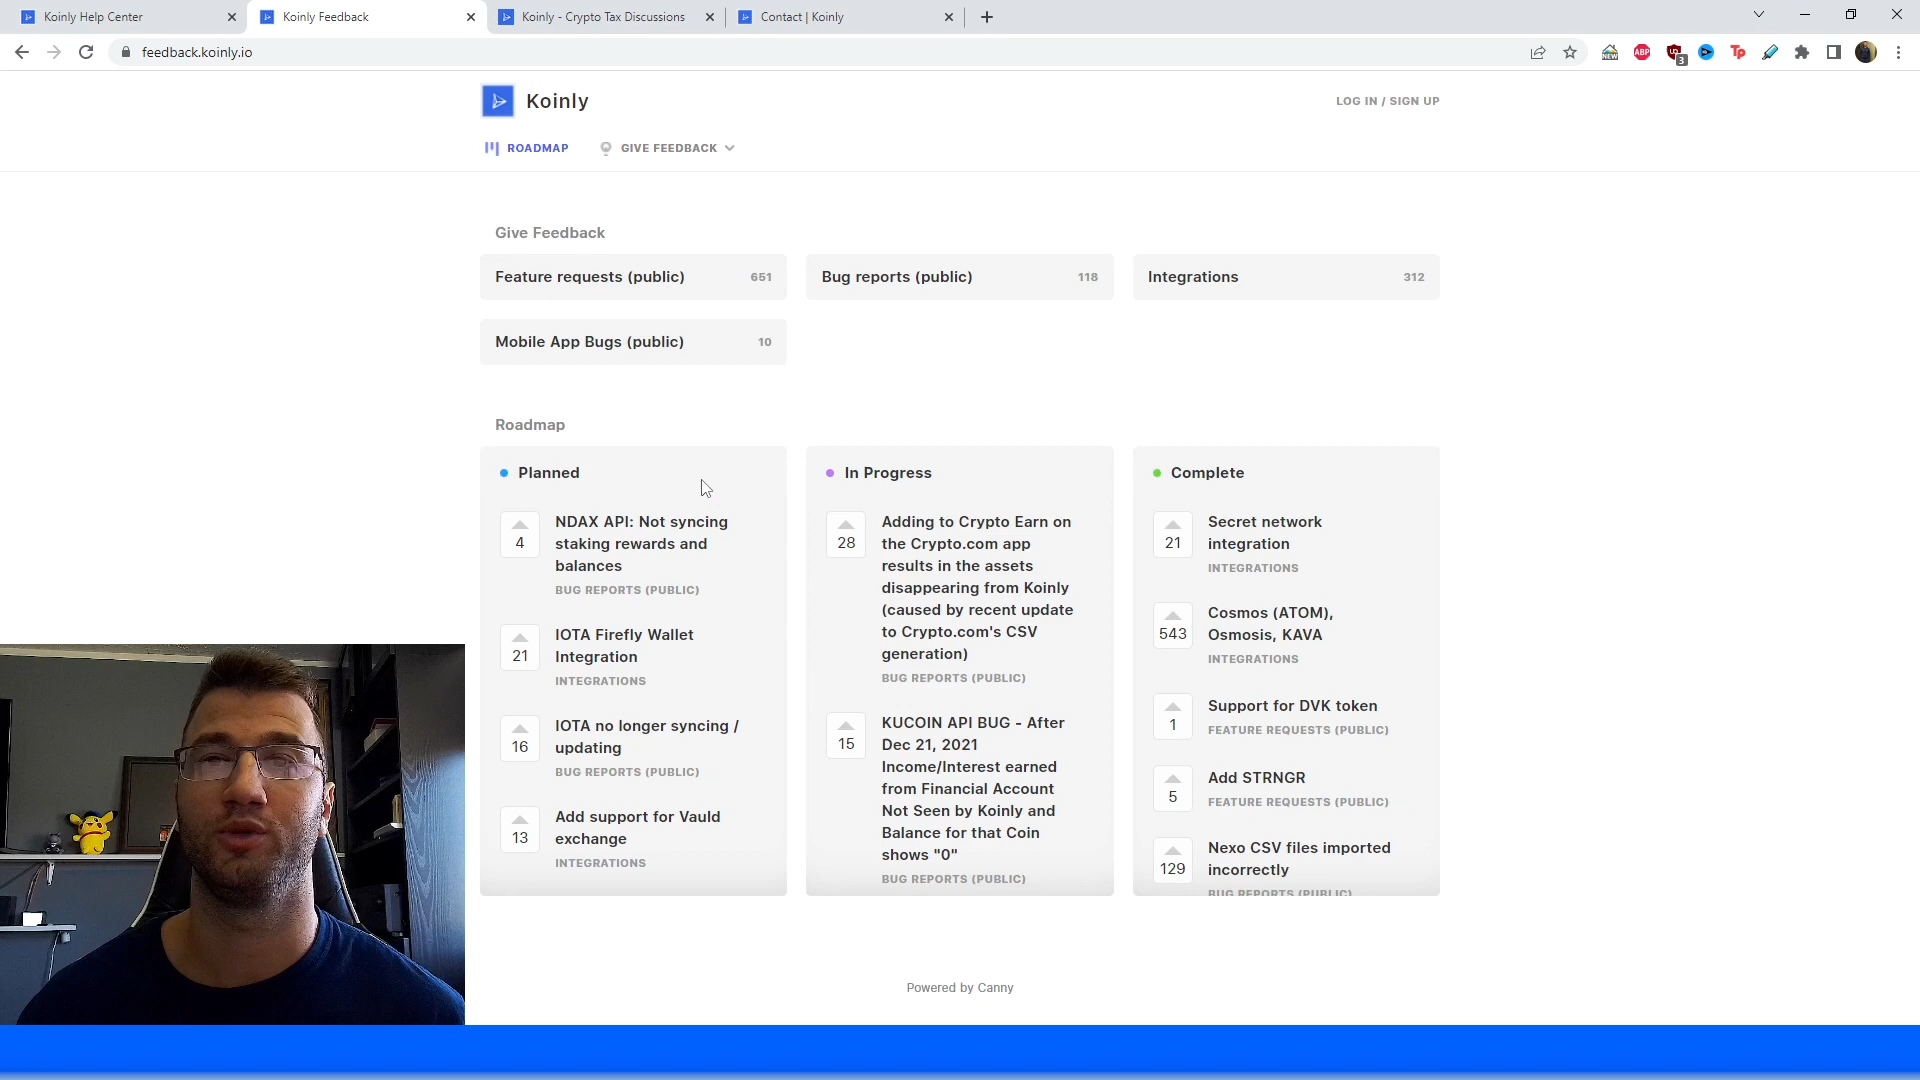 Koinly Help Center
Koinly Feedback
Koinly - Crypto Tax Discussions
Contact | Koinly
feedback.koinly.io
NEW
ABP
3
Tp
Koinly
LOG IN / SIGN UP
ROADMAP
GIVE FEEDBACK
Give Feedback
Feature requests (public) 651
Bug reports (public) 118
Integrations 312
Mobile App Bugs (public) 10
Roadmap
Planned
4
NDAX API: Not syncing
staking rewards and
balances
BUG REPORTS (PUBLIC)
21
IOTA Firefly Wallet
Integration
INTEGRATIONS
16
IOTA no longer syncing /
updating
BUG REPORTS (PUBLIC)
13
Add support for Vauld
exchange
INTEGRATIONS
In Progress
28
Adding to Crypto Earn on
the Crypto.com app
results in the assets
disappearing from Koinly
(caused by recent update
to Crypto.com's CSV
generation)
BUG REPORTS (PUBLIC)
15
KUCOIN API BUG - After
Dec 21, 2021
Income/Interest earned
from Financial Account
Not Seen by Koinly and
Balance for that Coin
shows "0"
BUG REPORTS (PUBLIC)
Complete
21
Secret network
integration
INTEGRATIONS
543
Cosmos (ATOM),
Osmosis, KAVA
INTEGRATIONS
1
Support for DVK token
FEATURE REQUESTS (PUBLIC)
5
Add STRNGR
FEATURE REQUESTS (PUBLIC)
129
Nexo CSV files imported
incorrectly
BUG REPORTS (PUBLIC)
Powered by Canny